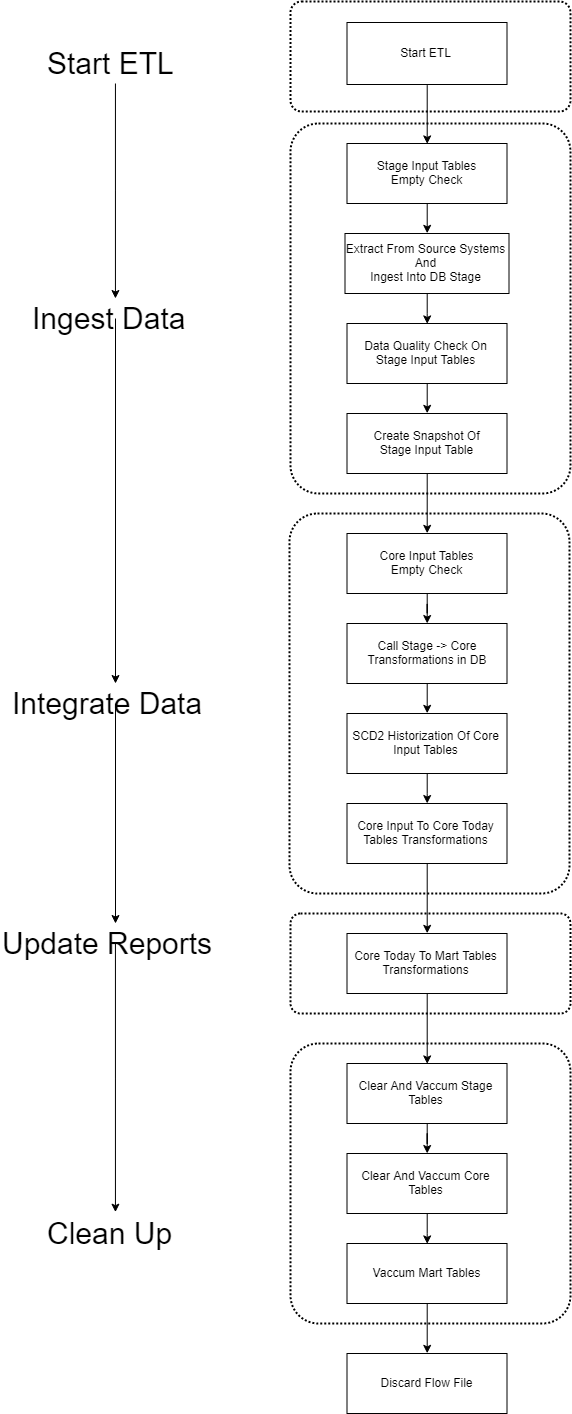 Start ETL
Start ETL
Stage Input Tables
Empty Check
Extract From Source Systems
And
Ingest Into DB Stage
Ingest Data
Data Quality Check On
Stage Input Tables
Create Snapshot Of
Stage Input Table
Core Input Tables
Empty Check
Call Stage -> Core
Transformations in DB
Integrate Data
SCD2 Historization Of Core
Input Tables
Core Input To Core Today
Tables Transformations
Update Reports
Core Today To Mart Tables
Transformations
Clear And Vaccum Stage
Tables
Clear And Vaccum Core
Tables
Clean Up
Vaccum Mart Tables
Discard Flow File